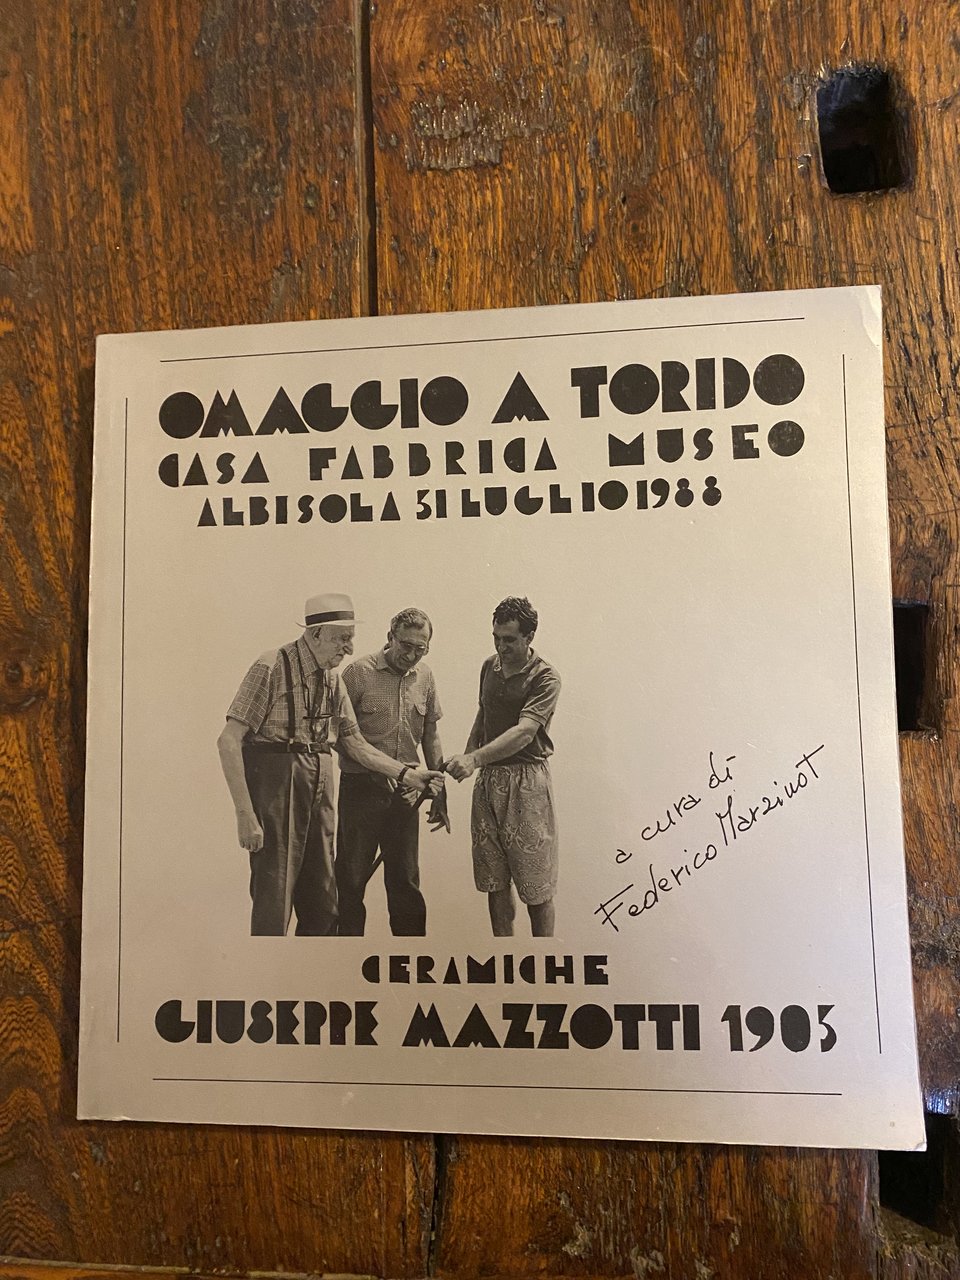 OMAGGIO A TORIDO
CASA FABBRICA MUSEO
ALBISOLA 31 LUGLIO 1988
a cura di
Federico Marzinot
CERAMICHE
GIUSEPPE MAZZOTTI 1903